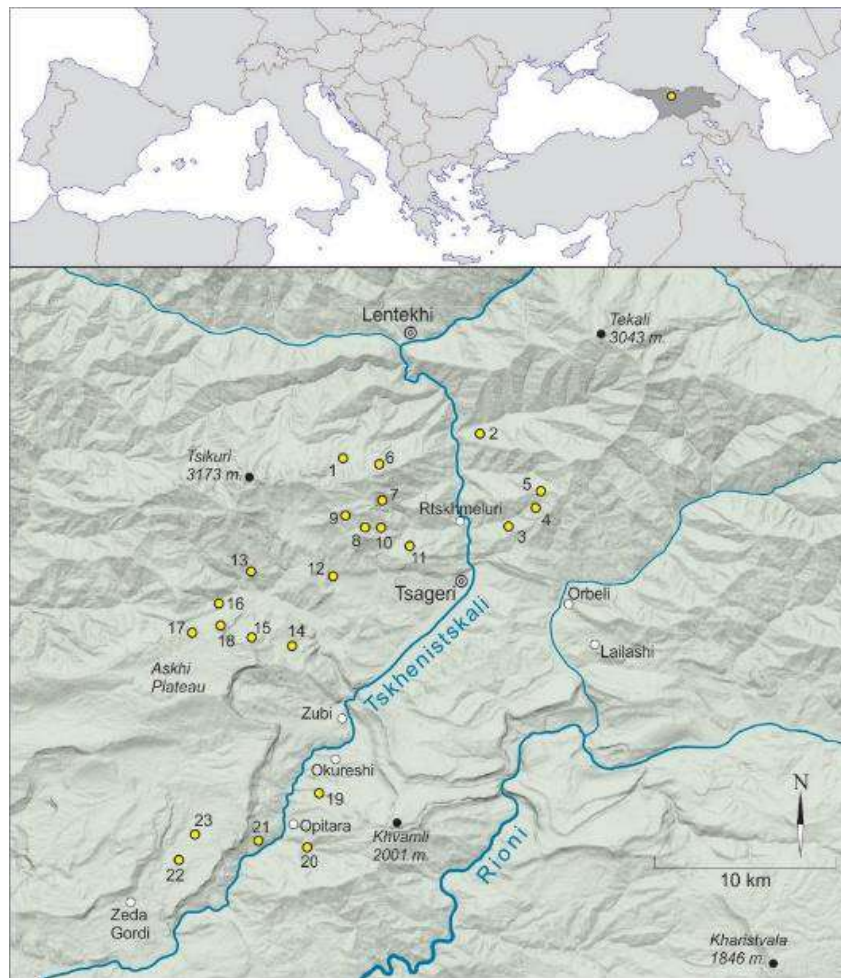 Lentekhi
Tekali
3043 m.
2
Tsikuri
3173 m.
1
6
5
7
Rtskhmeluri
4
9
3
8
10
11
13
12
Tsageri
Orbeli
16
17
18
15
14
Lailashi
Askhi
Plateau
Tskhenistskali
Zubi
Okureshi
19
N
23
21
Opitara
Khvamli
2001 m.
22
20
Rioni
10 km
Zeda
Gordi
Kharistvala
1846 m.